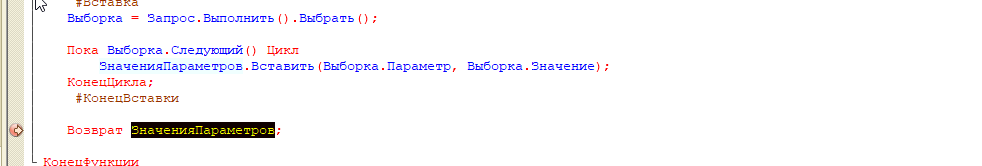 #Вставка
Выборка = Запрос.Выполнить().Выбрать();
Пока Выборка.Следующий() Цикл
ЗначенияПараметров.Вставить(Выборка.Параметр, Выборка.Значение);
КонецЦикла;
#КонецВставки
Возврат ЗначенияПараметров;
КонецФункции